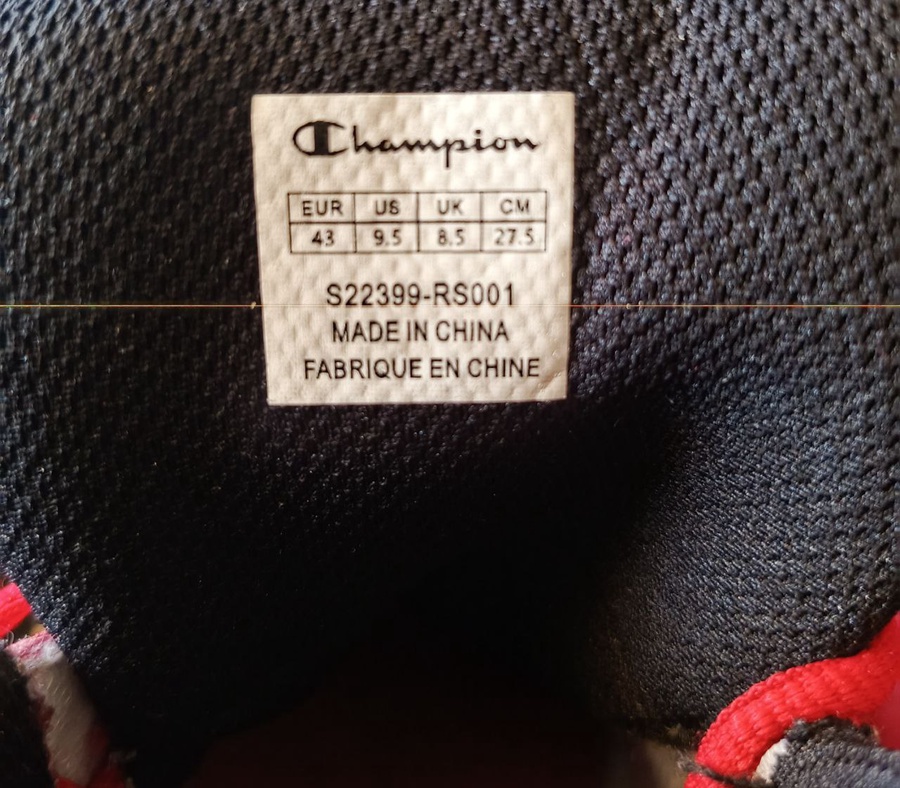 Champion
EUR US UK CM
43 9.5 8.5 27.5
S22399-RS001
MADE IN CHINA
FABRIQUE EN CHINE